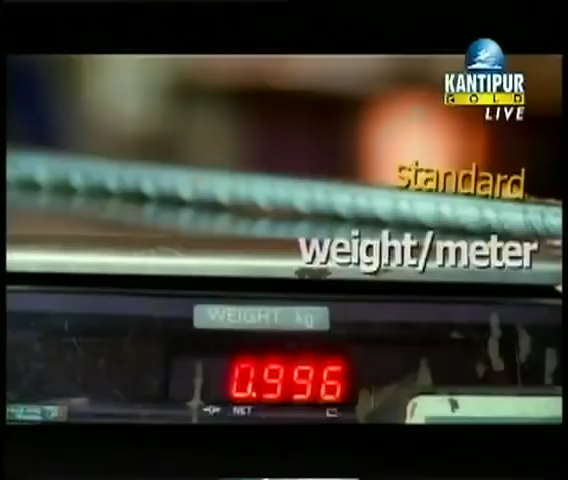 KANTIPUR
GOLD
LIVE
standard
weight/meter
WEIGHT kg
0.996
NET